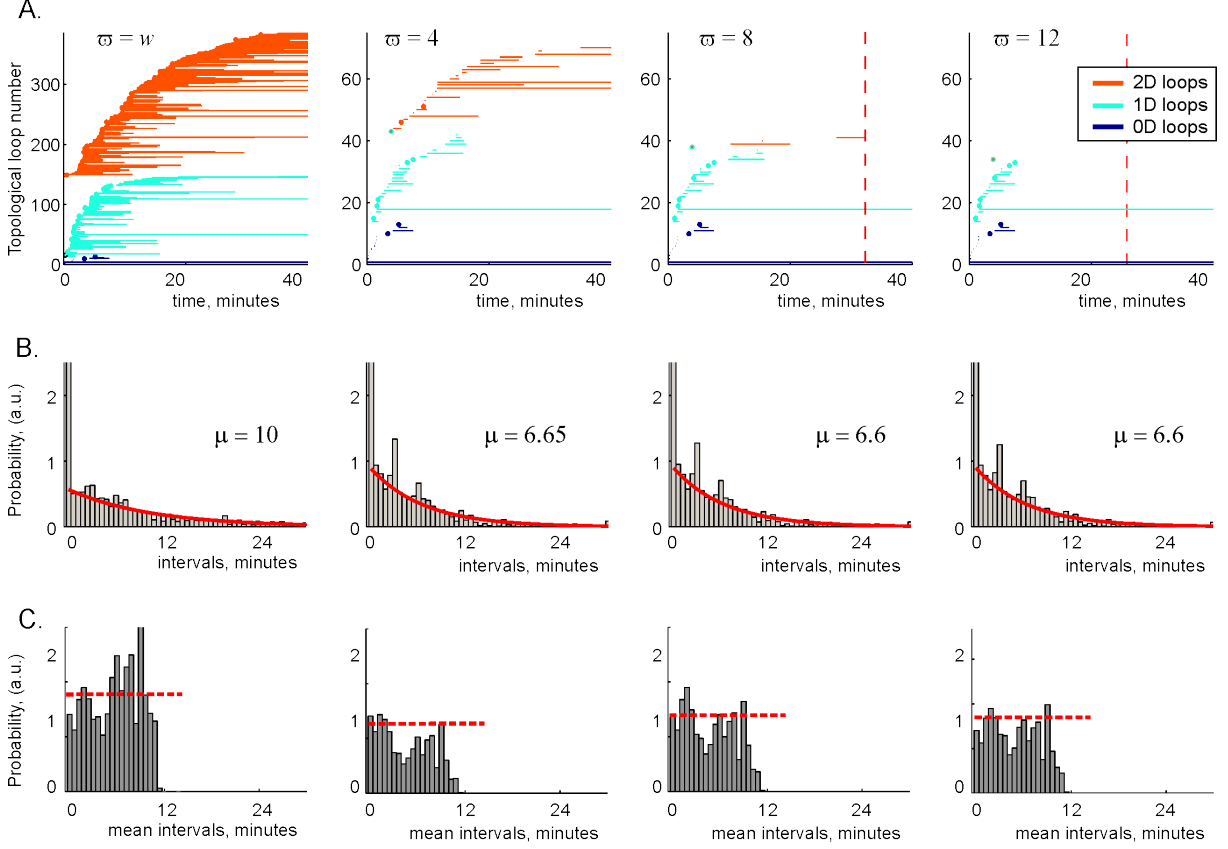 A.
ϖ = w
ϖ = 4
ϖ = 8
ϖ = 12
Topological loop number
300
200
100
0
60
40
20
0
60
40
20
0
60
40
20
0
2D loops
1D loops
0D loops
0 20 40
0 20 40
0 20 40
0 20 40
time, minutes
time, minutes
time, minutes
time, minutes
B.
Probability, (a.u.)
2
1
0
2
1
0
2
1
0
2
1
0
μ = 10
μ = 6.65
μ = 6.6
μ = 6.6
0 12 24
0 12 24
0 12 24
0 12 24
intervals, minutes
intervals, minutes
intervals, minutes
intervals, minutes
C.
Probability, (a.u.)
2
1
0
2
1
0
2
1
0
2
1
0
0 12 24
0 12 24
0 12 24
0 12 24
mean intervals, minutes
mean intervals, minutes
mean intervals, minutes
mean intervals, minutes